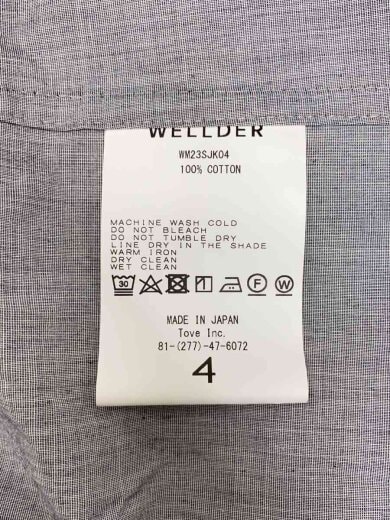 WELLDER
WM23SJK04
100% COTTON
MACHINE WASH COLD
DO NOT BLEACH
DO NOT TUMBLE DRY
LINE DRY IN THE SHADE
WARM IRON
DRY CLEAN
WET CLEAN
30 F W
MADE IN JAPAN
Tove Inc.
81-(277)-47-6072
4